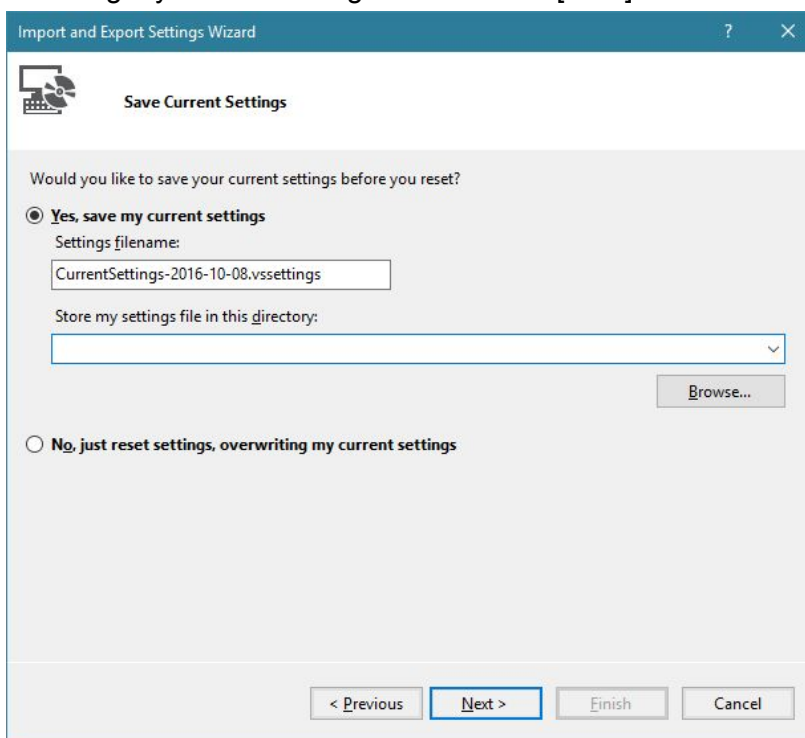 Import and Export Settings Wizard ? ×
Save Current Settings
Would you like to save your current settings before you reset?
Yes, save my current settings
Settings filename:
CurrentSettings-2016-10-08.vssettings
Store my settings file in this directory:
Browse...
No, just reset settings, overwriting my current settings
< Previous Next > Finish Cancel